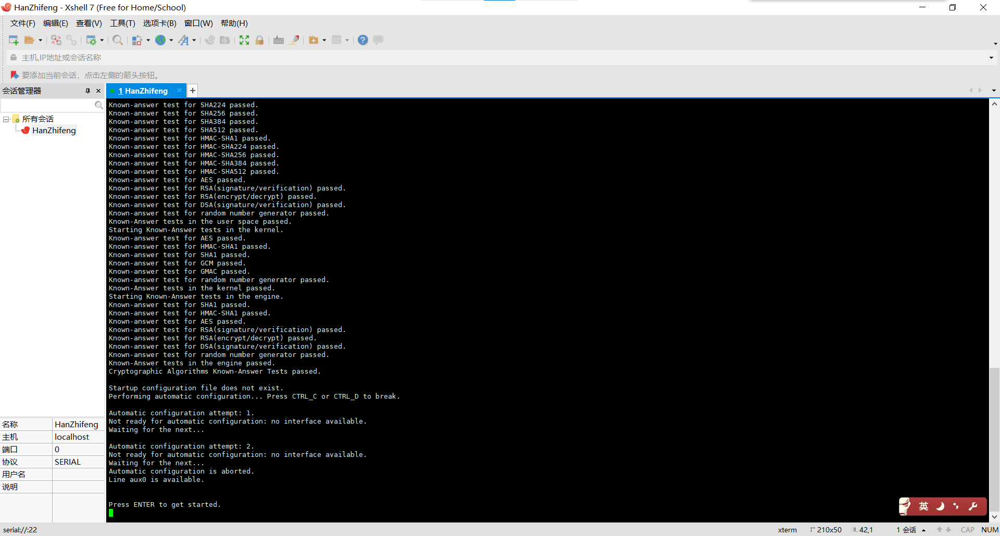 HanZhifeng - Xshell 7 (Free for Home/School)
文件(F) 编辑(E) 查看(V) 工具(T) 选项卡(B) 窗口(W) 帮助(H)
主机,IP地址或会话名称
要添加当前会话，点击左侧的箭头按钮。
会话管理器
1 HanZhifeng
所有会话
HanZhifeng
Known-answer test for SHA224 passed.
Known-answer test for SHA256 passed.
Known-answer test for SHA384 passed.
Known-answer test for SHA512 passed.
Known-answer test for HMAC-SHA1 passed.
Known-answer test for HMAC-SHA224 passed.
Known-answer test for HMAC-SHA256 passed.
Known-answer test for HMAC-SHA384 passed.
Known-answer test for HMAC-SHA512 passed.
Known-answer test for AES passed.
Known-answer test for RSA(signature/verification) passed.
Known-answer test for RSA(encrypt/decrypt) passed.
Known-answer test for DSA(signature/verification) passed.
Known-answer test for random number generator passed.
Known-Answer tests in the user space passed.
Starting Known-Answer tests in the kernel.
Known-answer test for AES passed.
Known-answer test for HMAC-SHA1 passed.
Known-answer test for SHA1 passed.
Known-answer test for GCM passed.
Known-answer test for GMAC passed.
Known-answer test for random number generator passed.
Known-Answer tests in the kernel passed.
Starting Known-Answer tests in the engine.
Known-answer test for SHA1 passed.
Known-answer test for HMAC-SHA1 passed.
Known-answer test for AES passed.
Known-answer test for RSA(signature/verification) passed.
Known-answer test for RSA(encrypt/decrypt) passed.
Known-answer test for DSA(signature/verification) passed.
Known-answer test for random number generator passed.
Known-Answer tests in the engine passed.
Cryptographic Algorithms Known-Answer Tests passed.
Startup configuration file does not exist.
Performing automatic configuration... Press CTRL_C or CTRL_D to break.
Automatic configuration attempt: 1.
Not ready for automatic configuration: no interface available.
Waiting for the next...
Automatic configuration attempt: 2.
Not ready for automatic configuration: no interface available.
Waiting for the next...
Automatic configuration is aborted.
Line aux0 is available.
Press ENTER to get started.
名称 HanZhifeng
主机 localhost
端口 0
协议 SERIAL
用户名
说明
英
serial://:22 xterm 210x50 42,1 1 会话 CAP NUM